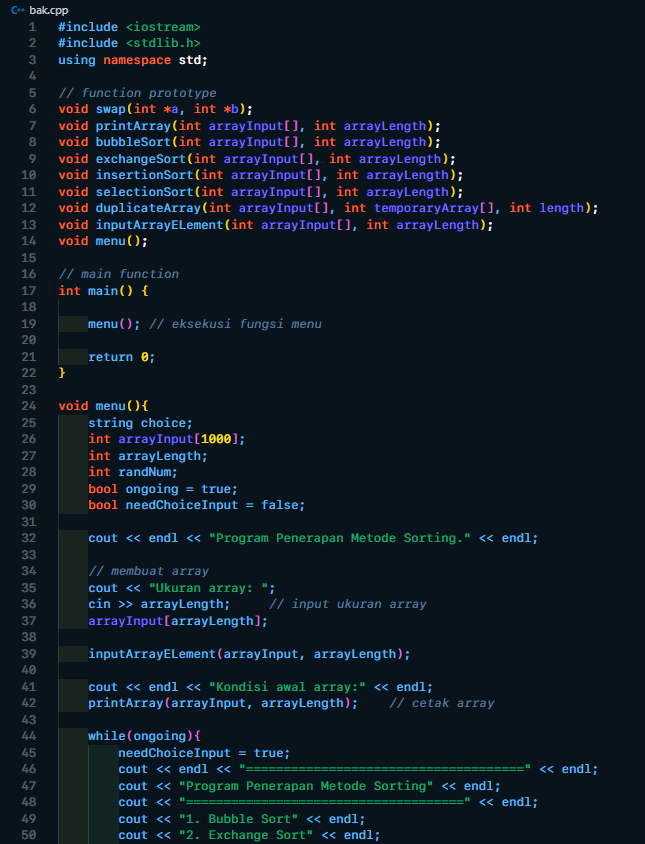 C++ bak.cpp
1 #include <iostream>
2 #include <stdlib.h>
3 using namespace std;
4
5 // function prototype
6 void swap(int *a, int *b);
7 void printArray(int arrayInput[], int arrayLength);
8 void bubbleSort(int arrayInput[], int arrayLength);
9 void exchangeSort(int arrayInput[], int arrayLength);
10 void insertionSort(int arrayInput[], int arrayLength);
11 void selectionSort(int arrayInput[], int arrayLength);
12 void duplicateArray(int arrayInput[], int temporaryArray[], int length);
13 void inputArrayELement(int arrayInput[], int arrayLength);
14 void menu();
15
16 // main function
17 int main() {
18
19     menu(); // eksekusi fungsi menu
20
21     return 0;
22 }
23
24 void menu(){
25     string choice;
26     int arrayInput[1000];
27     int arrayLength;
28     int randNum;
29     bool ongoing = true;
30     bool needChoiceInput = false;
31
32     cout << endl << "Program Penerapan Metode Sorting." << endl;
33
34     // membuat array
35     cout << "Ukuran array: ";
36     cin >> arrayLength;     // input ukuran array
37     arrayInput[arrayLength];
38
39     inputArrayELement(arrayInput, arrayLength);
40
41     cout << endl << "Kondisi awal array:" << endl;
42     printArray(arrayInput, arrayLength);    // cetak array
43
44     while(ongoing){
45         needChoiceInput = true;
46         cout << endl << "=====================================" << endl;
47         cout << "Program Penerapan Metode Sorting" << endl;
48         cout << "=====================================" << endl;
49         cout << "1. Bubble Sort" << endl;
50         cout << "2. Exchange Sort" << endl;